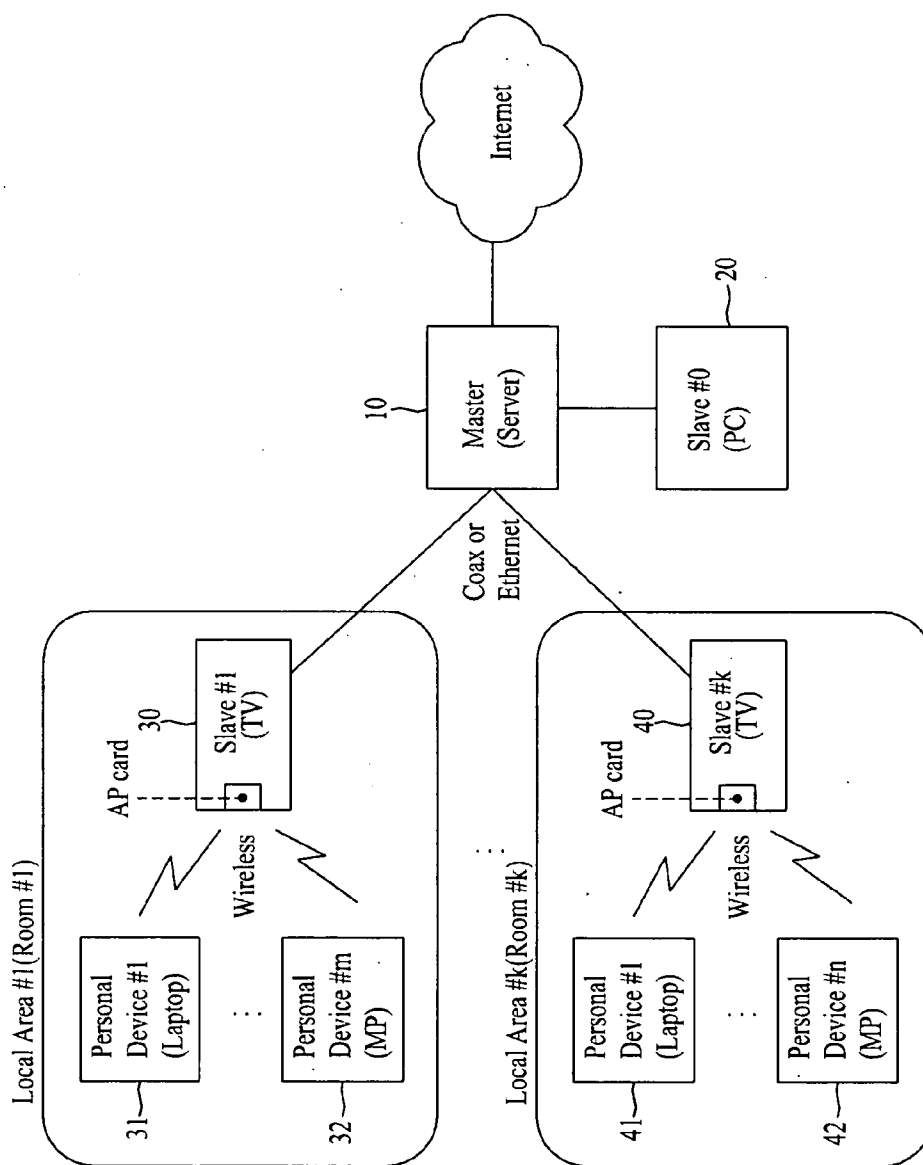 Local Area #1(Room #1)
31
Personal
Device #1
(Laptop)
⋮
32
Personal
Device #m
(MP)
Wireless
AP card
30
Slave #1
(TV)
⋮
Local Area #k(Room #k)
41
Personal
Device #1
(Laptop)
⋮
42
Personal
Device #n
(MP)
Wireless
AP card
40
Slave #k
(TV)
Coax or
Ethernet
10
Master
(Server)
20
Slave #0
(PC)
Internet